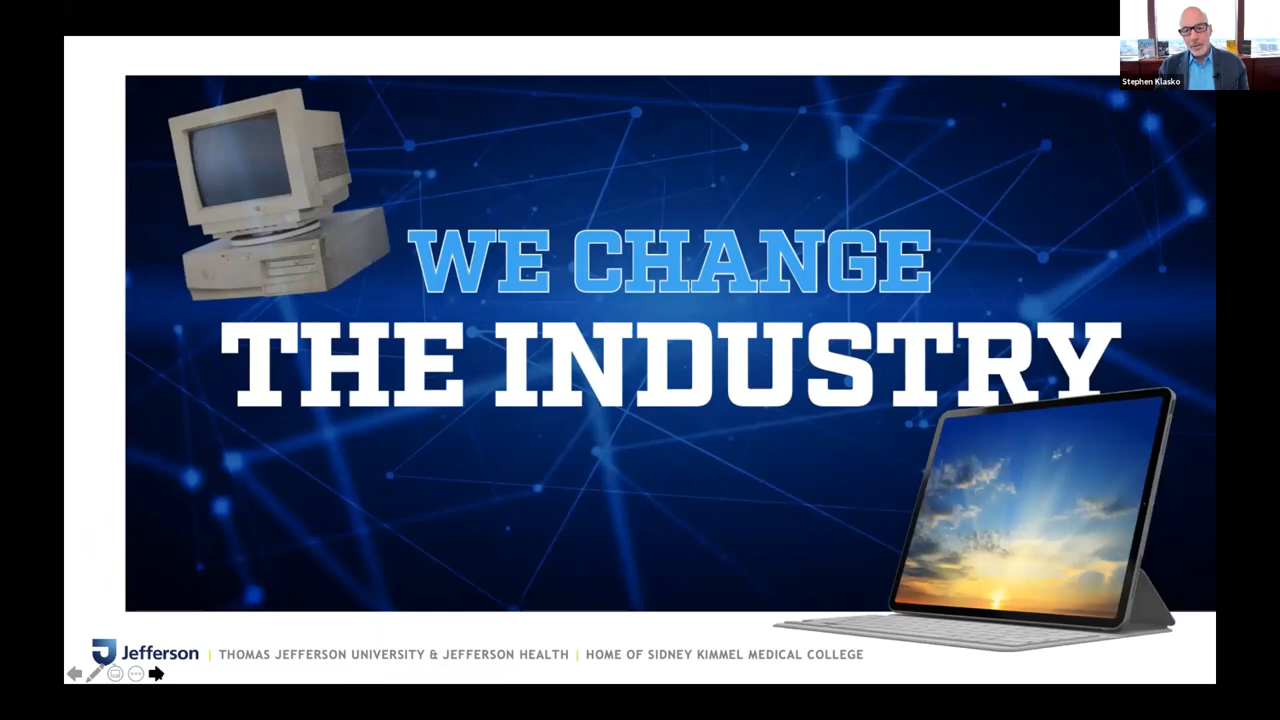 Stephen Klasko
WE CHANGE
THE INDUSTRY
Jefferson | THOMAS JEFFERSON UNIVERSITY & JEFFERSON HEALTH | HOME OF SIDNEY KIMMEL MEDICAL COLLEGE